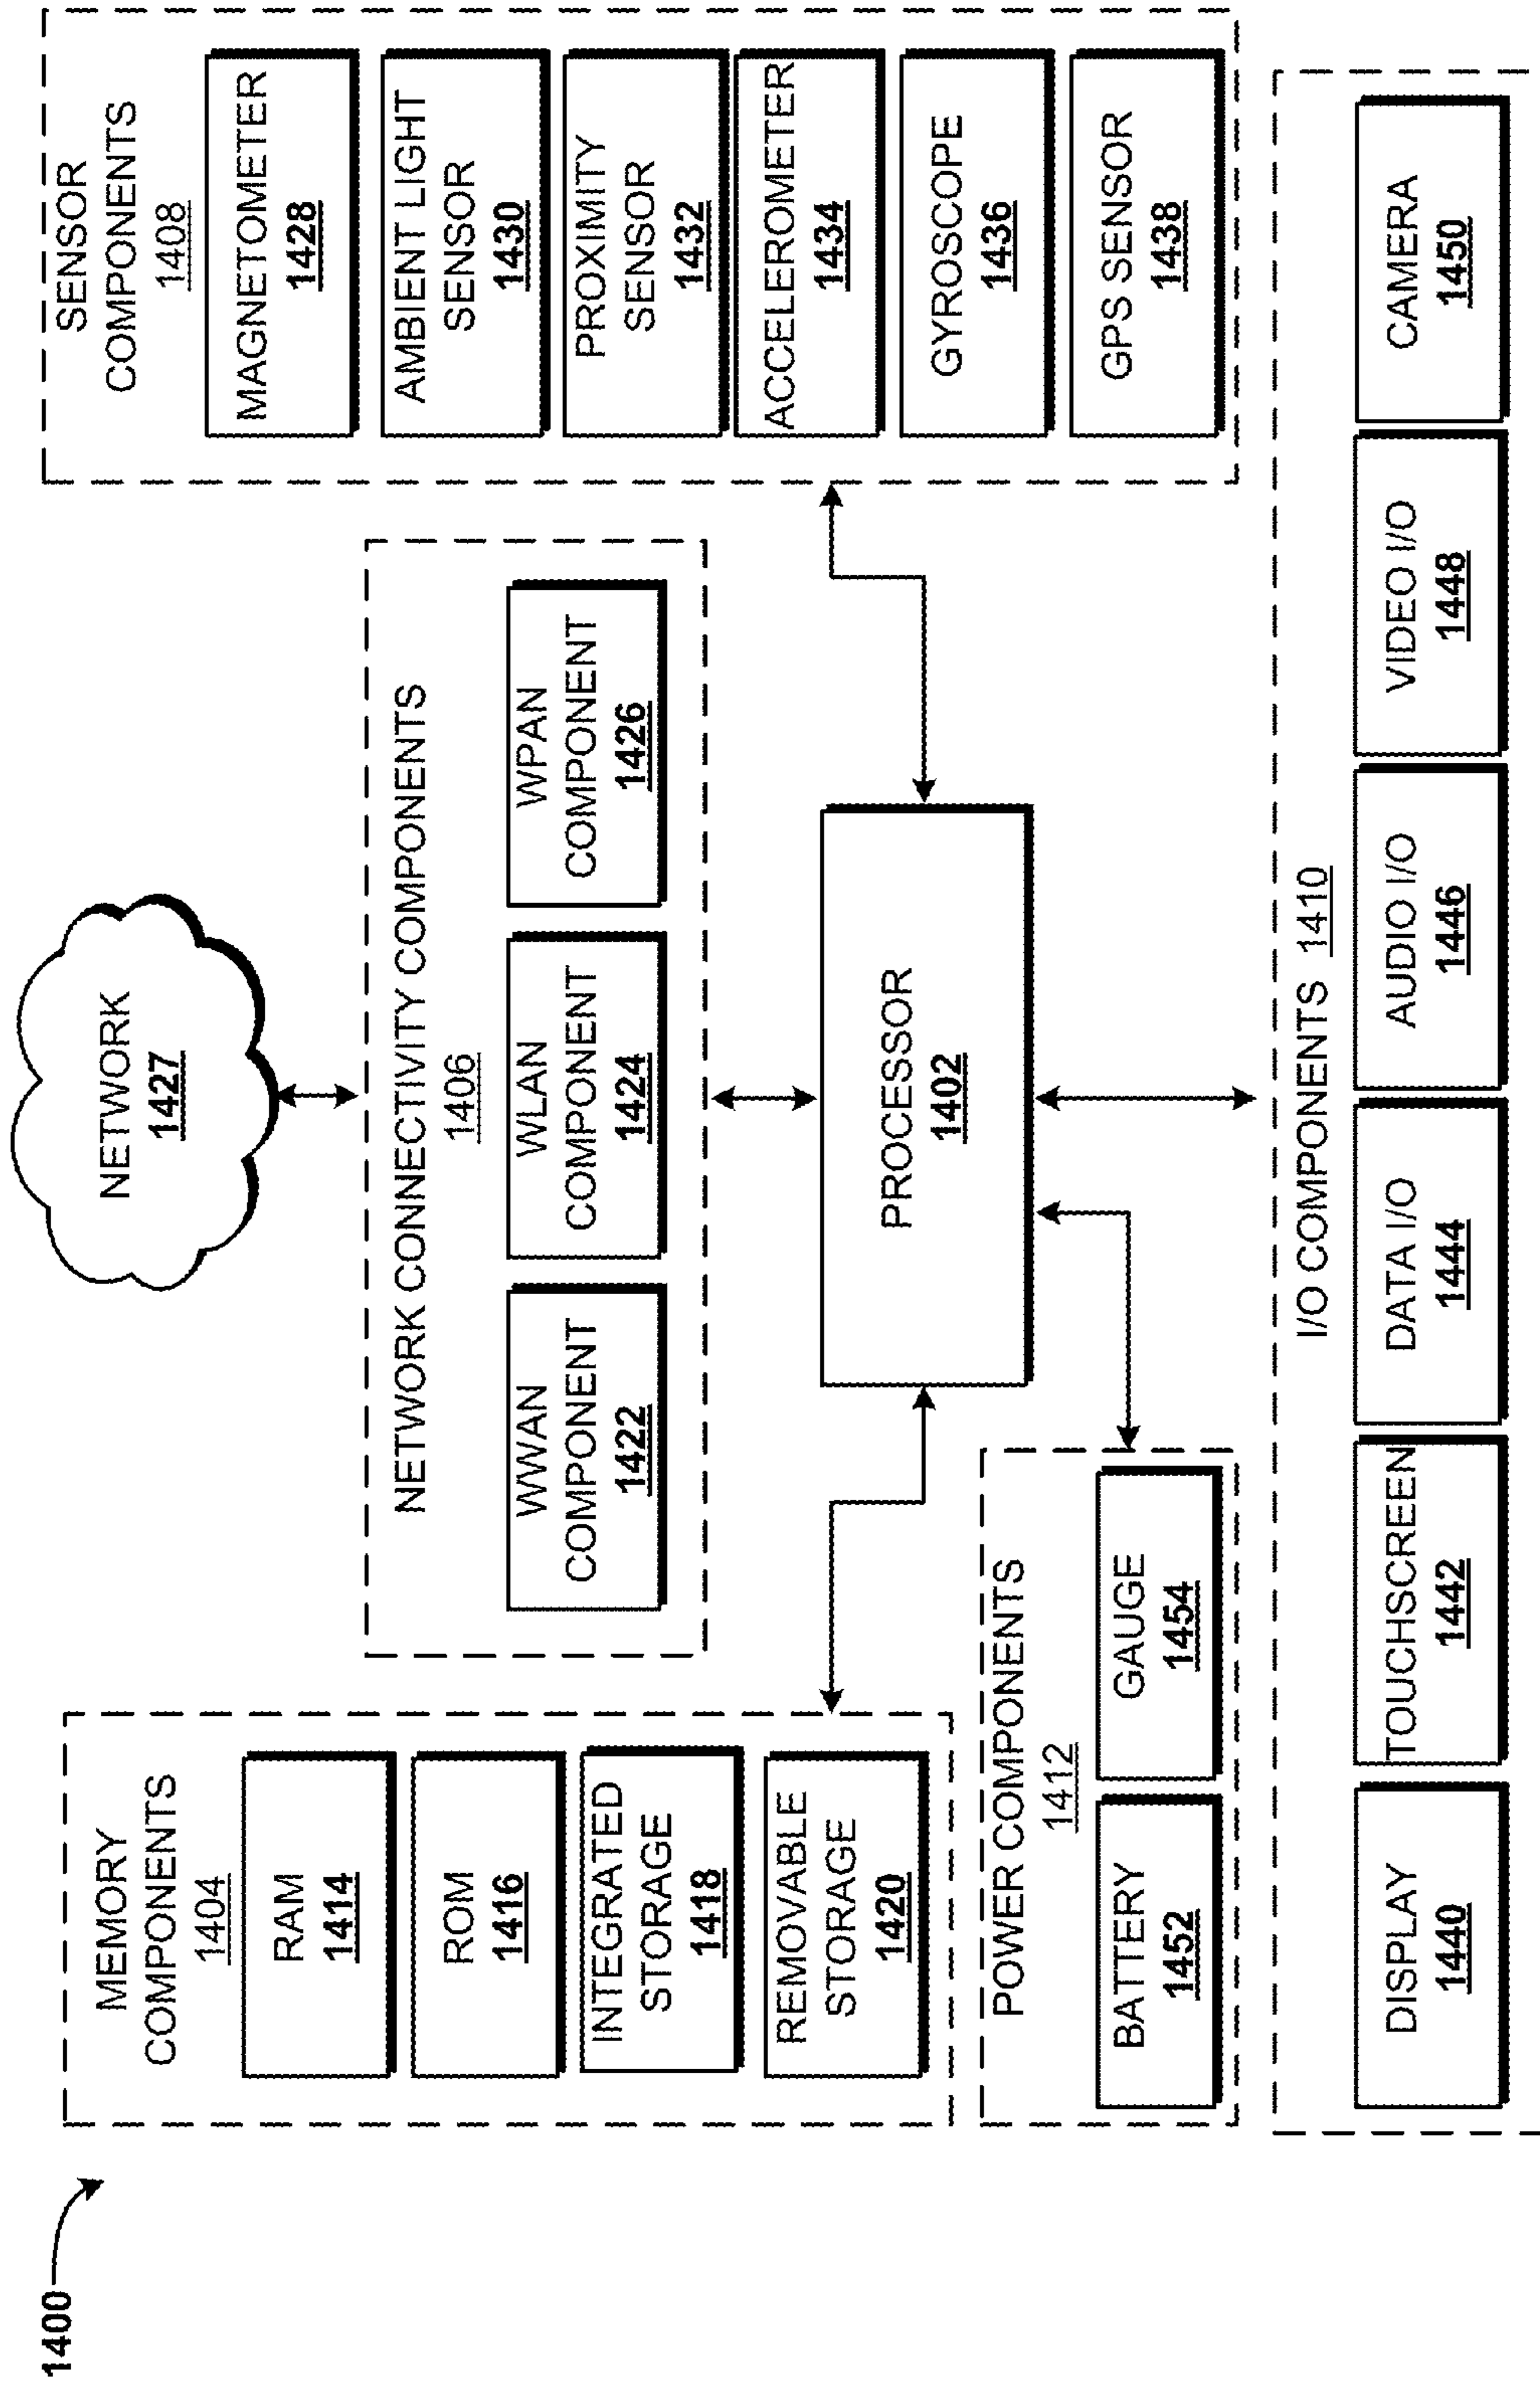 1400
NETWORK
1427
MEMORY
COMPONENTS
1404
RAM
1414
ROM
1416
INTEGRATED
STORAGE
1418
REMOVABLE
STORAGE
1420
NETWORK CONNECTIVITY COMPONENTS
1406
WWAN
COMPONENT
1422
WLAN
COMPONENT
1424
WPAN
COMPONENT
1426
SENSOR
COMPONENTS
1408
MAGNETOMETER
1428
AMBIENT LIGHT
SENSOR
1430
PROXIMITY
SENSOR
1432
ACCELEROMETER
1434
GYROSCOPE
1436
GPS SENSOR
1438
PROCESSOR
1402
POWER COMPONENTS
1412
BATTERY
1452
GAUGE
1454
I/O COMPONENTS 1410
DISPLAY
1440
TOUCHSCREEN
1442
DATA I/O
1444
AUDIO I/O
1446
VIDEO I/O
1448
CAMERA
1450